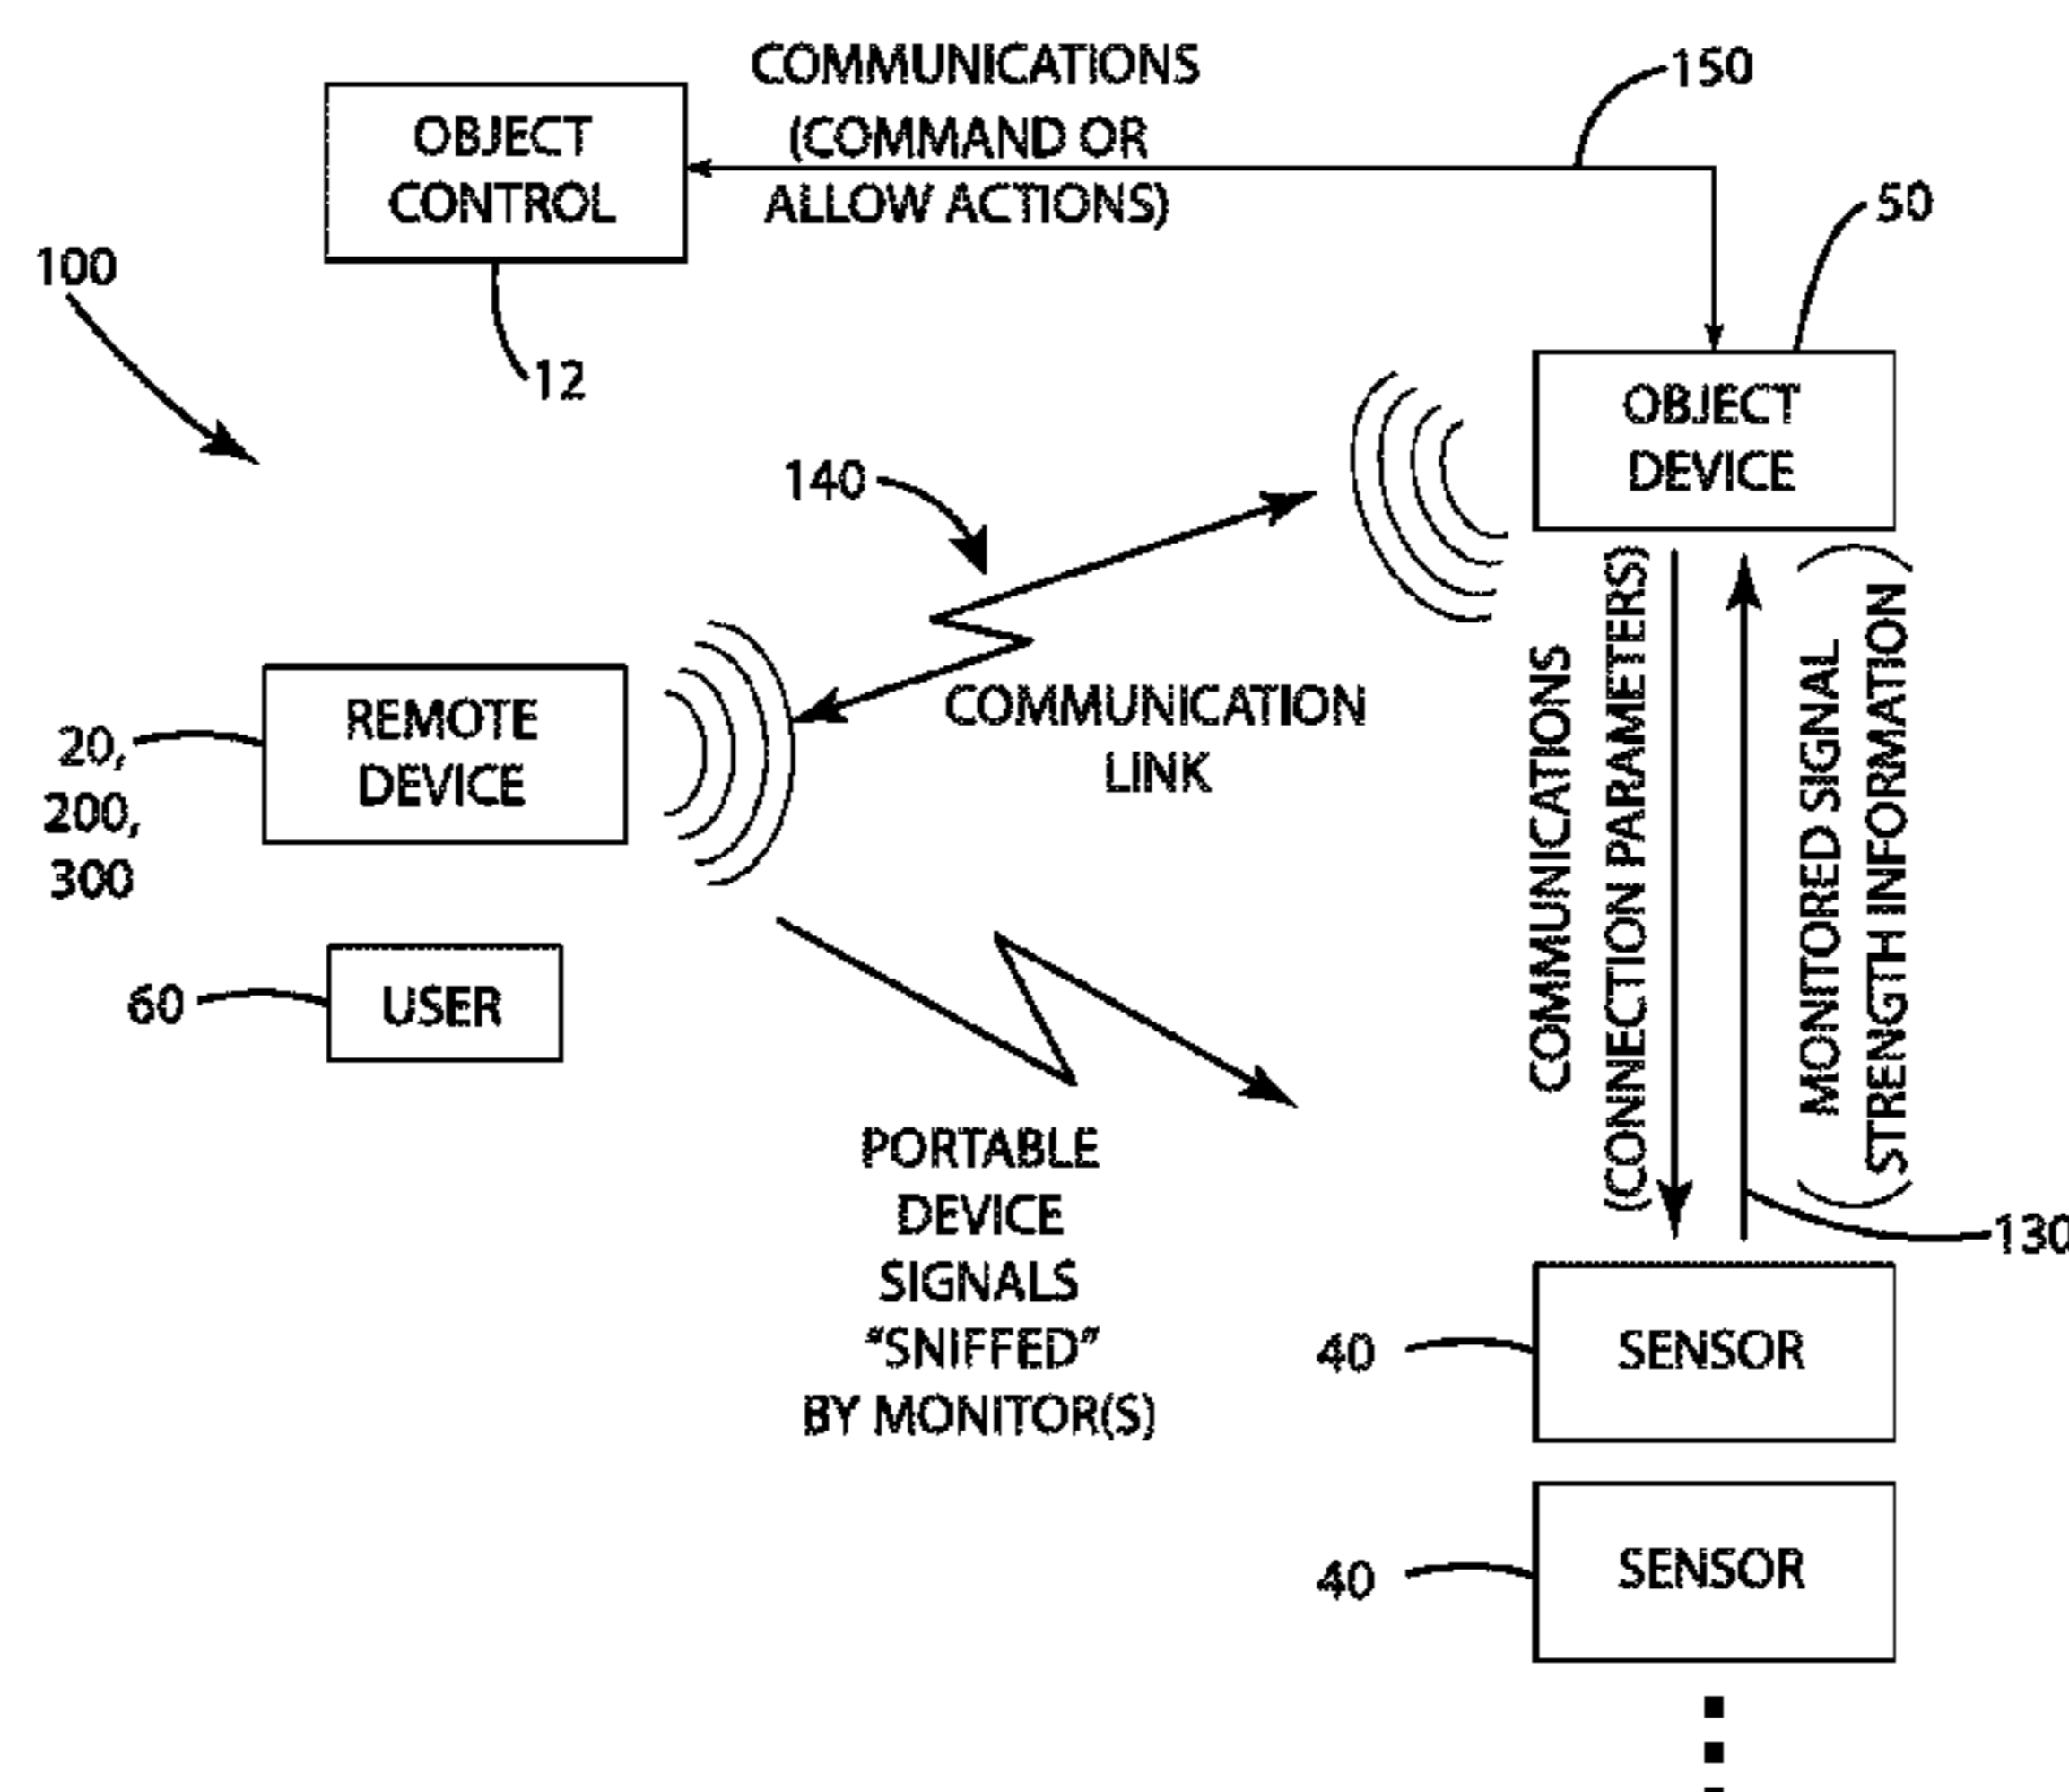 COMMUNICATIONS
(COMMAND OR
ALLOW ACTIONS)
150
OBJECT
CONTROL
50
100
12
OBJECT
DEVICE
140
REMOTE
DEVICE
20,
200,
300
COMMUNICATION
LINK
COMMUNICATIONS
(CONNECTION PARAMETERS)
(MONITORED SIGNAL
STRENGTH INFORMATION)
60
USER
PORTABLE
DEVICE
SIGNALS
“SNIFFED”
BY MONITOR(S)
130
40
SENSOR
40
SENSOR